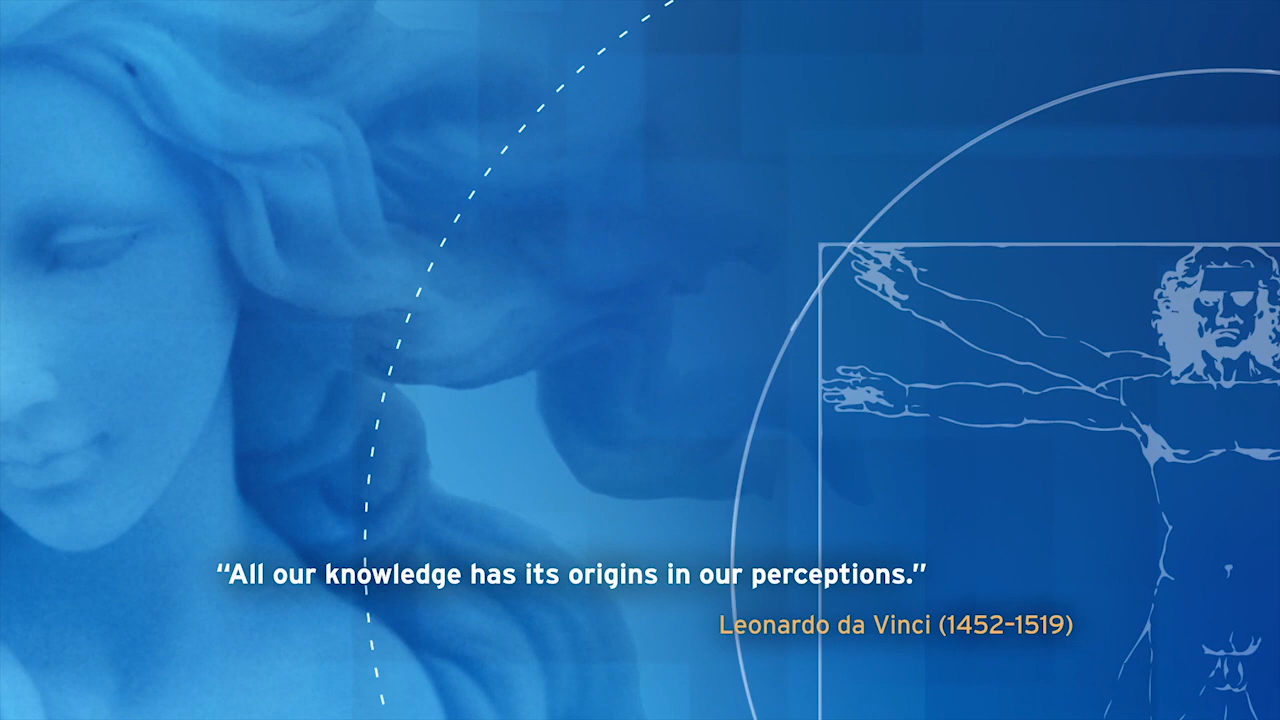 “All our knowledge has its origins in our perceptions.”
Leonardo da Vinci (1452–1519)